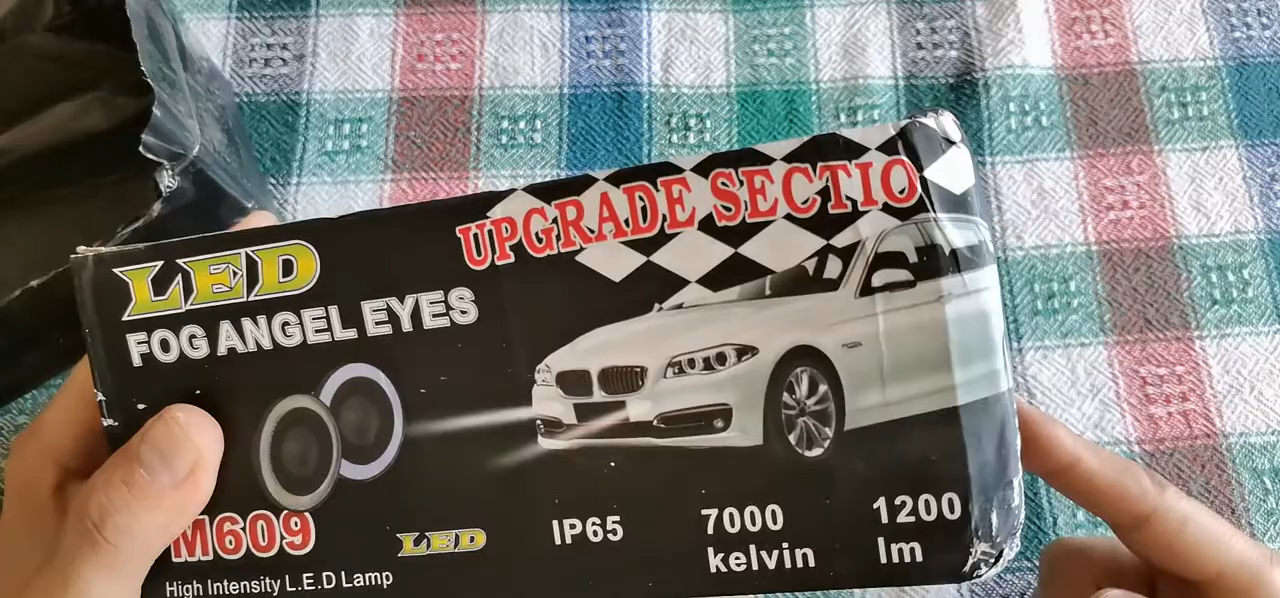 UPGRADE SECTIO
LED
FOG ANGEL EYES
M609
LED
IP65
7000
kelvin
1200
lm
High Intensity L.E.D Lamp